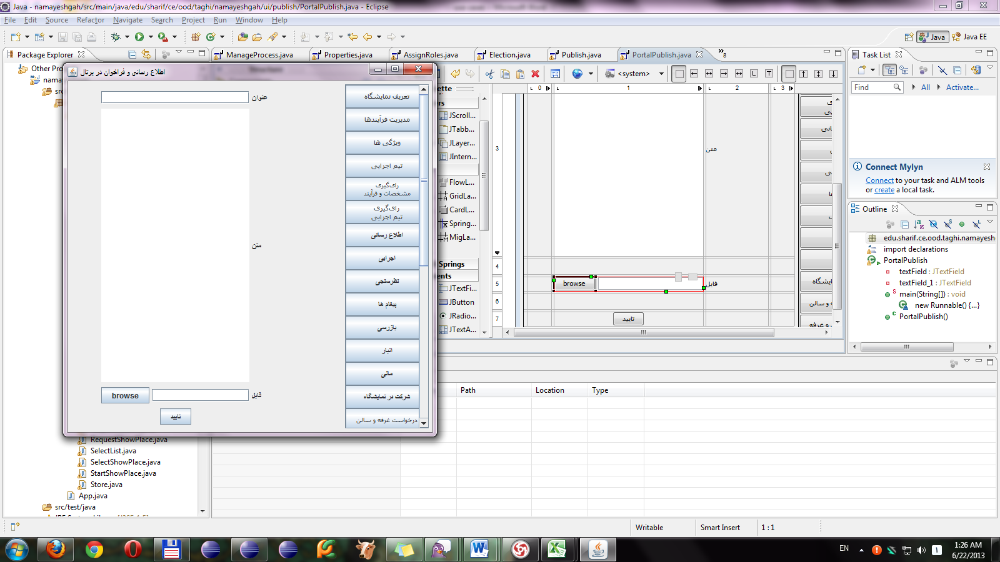 Java - namayeshgah/src/main/java/edu/sharif/ce/ood/taghi/namayeshgah/ui/publish/PortalPublish.java - Eclipse
File Edit Source Refactor Navigate Search Project Run Window Help
Java
Java EE
Package Explorer
Other Pro
nama
src
RequestShowPlace.java
SelectList.java
SelectShowPlace.java
StartShowPlace.java
Store.java
App.java
src/test/java
ManageProcess.java
Properties.java
AssignRoles.java
Election.java
Publish.java
PortalPublish.java
»8
<system>
اطلاع رسانی و فراخوان در پرتال
عنوان
متن
فایل
browse
تایید
تعریف نمایشگاه
مدیریت فرآیندها
ویژگی ها
تیم اجرایی
رای‌گیری
مشخصات و فرآیند
رای‌گیری
تیم اجرایی
اطلاع رسانی
اجرایی
نظرسنجی
پیغام ها
بازرسی
انبار
مالی
شرکت در نمایشگاه
درخواست غرفه و سالن
ette
ers
JScroll...
JTabb...
JLayer...
JIntern...
FlowL...
GridLa...
CardL...
Spring...
MigLa...
Springs
ents
JTextFi...
JButton
JRadio...
JTextA...
0
1
2
3
3
4
5
6
7
متن
browse
فایل
تایید
Path
Location
Type
Task List
Find
All
Activate...
Connect Mylyn
Connect to your task and ALM tools
or create a local task.
Outline
edu.sharif.ce.ood.taghi.namayesh
import declarations
PortalPublish
textField : JTextField
textField_1 : JTextField
main(String[]) : void
new Runnable() {...}
PortalPublish()
Writable
Smart Insert
1 : 1
EN
1:26 AM
6/22/2013